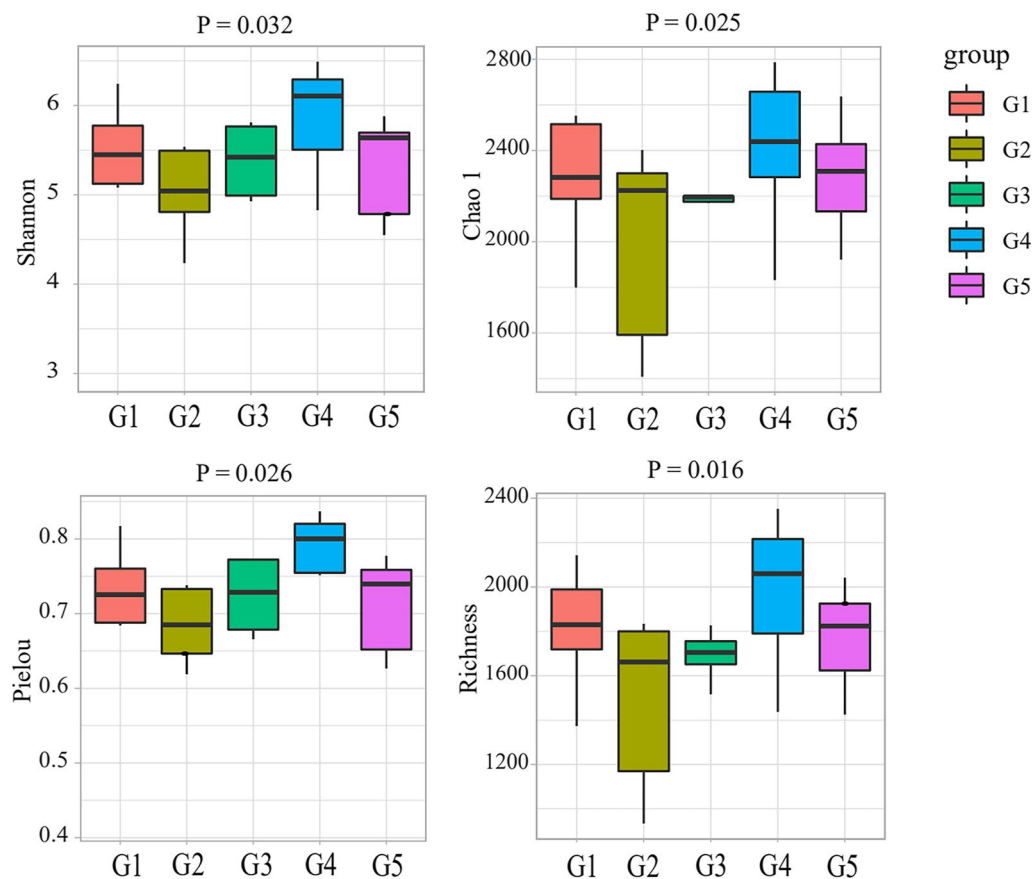 P = 0.032
Shannon
6
5
4
3
G1 G2 G3 G4 G5
P = 0.025
Chao 1
2800
2400
2000
1600
G1 G2 G3 G4 G5
group
G1
G2
G3
G4
G5
P = 0.026
Pielou
0.8
0.7
0.6
0.5
0.4
G1 G2 G3 G4 G5
P = 0.016
Richness
2400
2000
1600
1200
G1 G2 G3 G4 G5